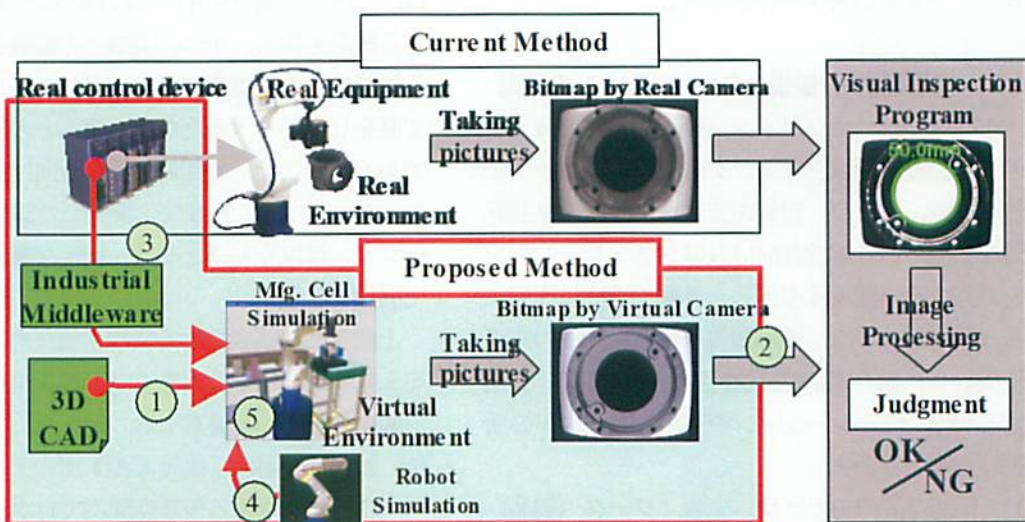 Current Method
Real control device
Real Equipment
Real
Environment
Taking
pictures
Bitmap by Real Camera
Visual Inspection
Program
50.0mm
3
Industrial
Middleware
Proposed Method
Mfg. Cell
Simulation
Taking
pictures
Bitmap by Virtual Camera
2
Image
Processing
3D
CAD
1
5
Virtual
Environment
4
Robot
Simulation
Judgment
OK
NG